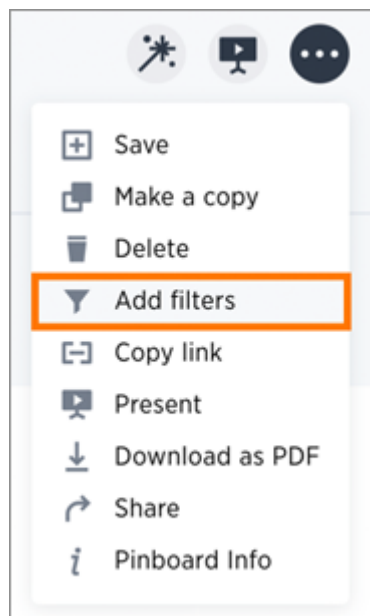 Save
Make a copy
Delete
Add filters
Copy link
Present
Download as PDF
Share
Pinboard Info